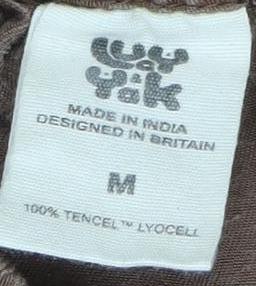 LUCY
& YAK
MADE IN INDIA
DESIGNED IN BRITAIN
M
100% TENCEL™ LYOCELL